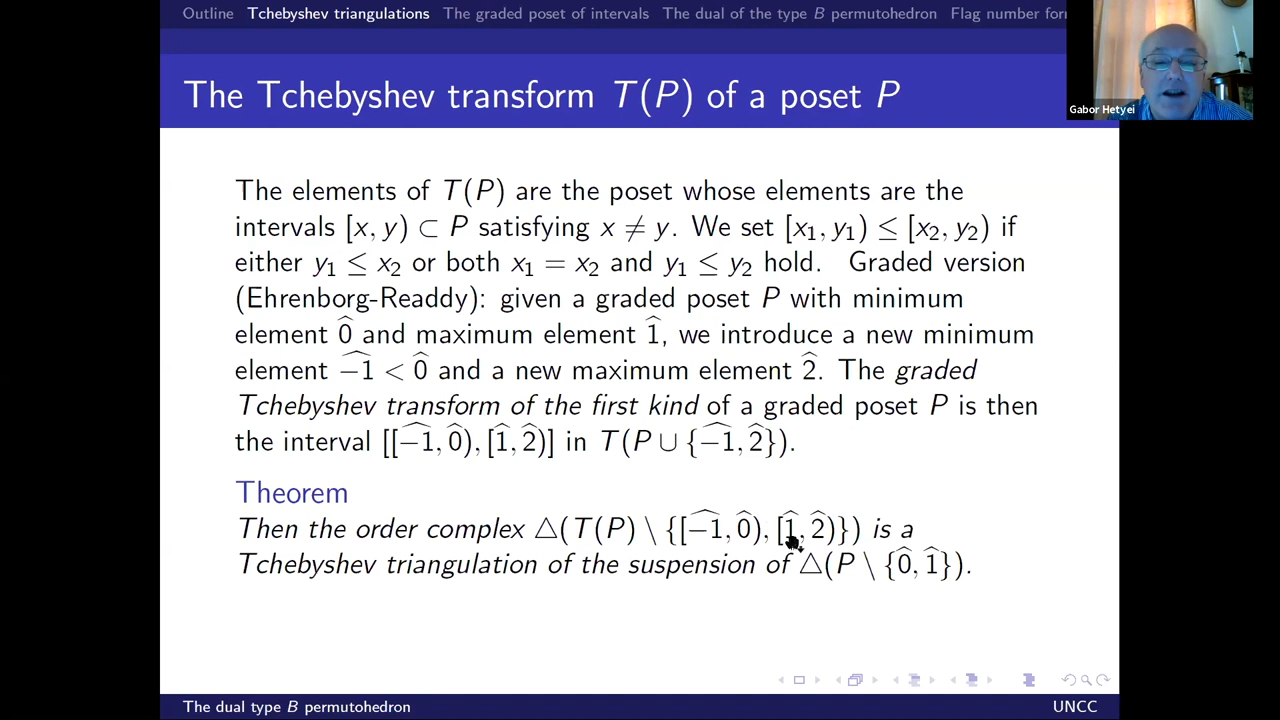 Outline Tchebyshev triangulations The graded poset of intervals The dual of the type B permutohedron Flag number for
Gabor Hetyei
The Tchebyshev transform T(P) of a poset P
The elements of T(P) are the poset whose elements are the
intervals [x, y) ⊂ P satisfying x ≠ y. We set [x₁, y₁) ≤ [x₂, y₂) if
either y₁ ≤ x₂ or both x₁ = x₂ and y₁ ≤ y₂ hold. Graded version
(Ehrenborg-Readdy): given a graded poset P with minimum
element 0̂ and maximum element 1̂, we introduce a new minimum
element -1̂ < 0̂ and a new maximum element 2̂. The graded
Tchebyshev transform of the first kind of a graded poset P is then
the interval [[-1̂, 0̂), [1̂, 2̂)] in T(P ∪ {-1̂, 2̂}).
Theorem
Then the order complex △(T(P) \ {[-1̂, 0̂), [1̂, 2̂)}) is a
Tchebyshev triangulation of the suspension of △(P \ {0̂, 1̂}).
The dual type B permutohedron UNCC